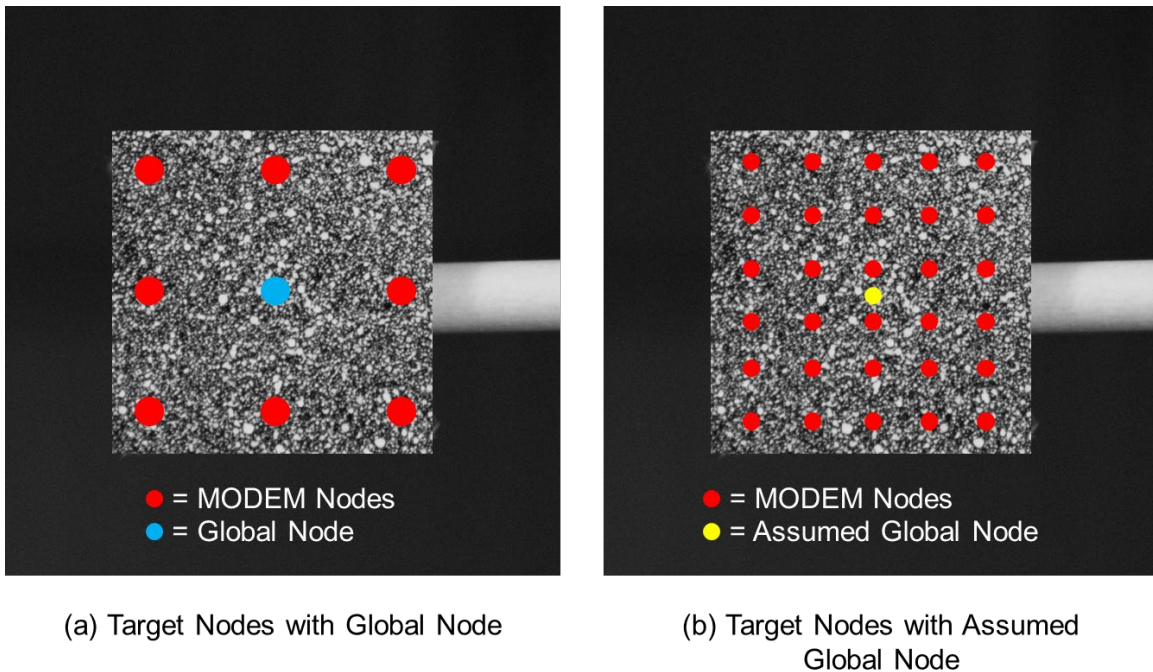 = MODEM Nodes
= Global Node
= MODEM Nodes
= Assumed Global Node
(a) Target Nodes with Global Node
(b) Target Nodes with Assumed
Global Node